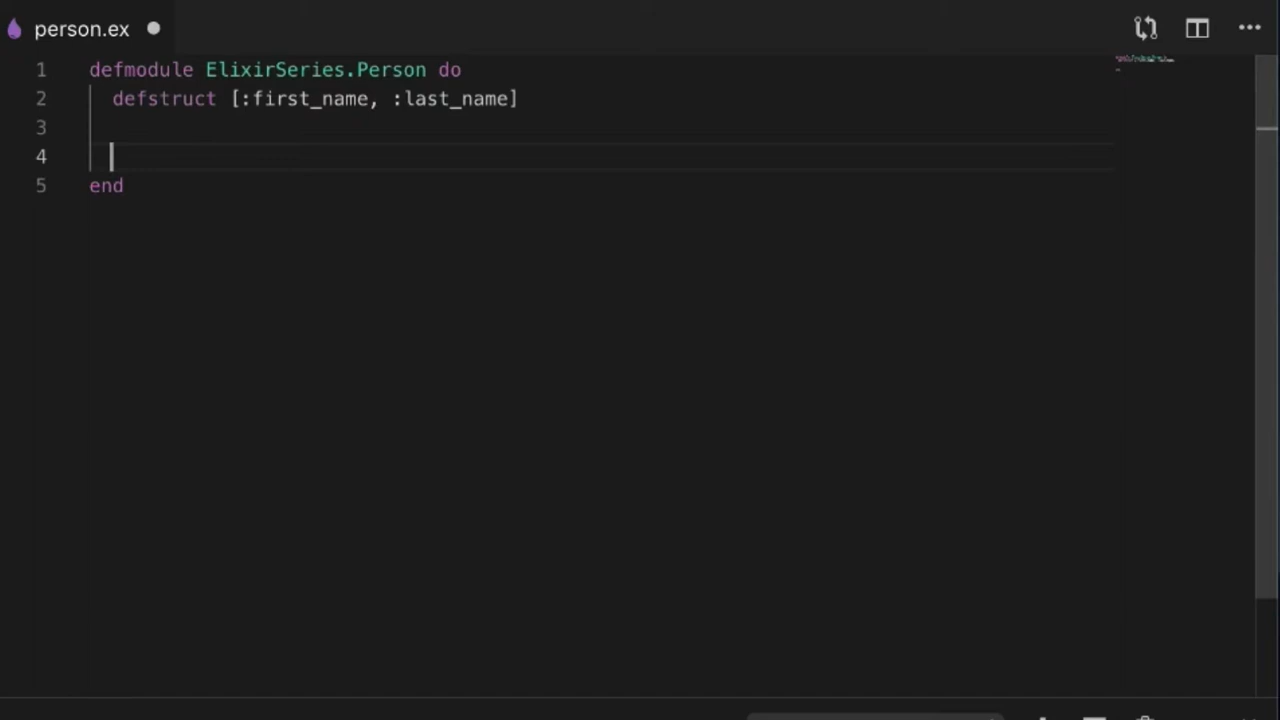 person.ex
1 defmodule ElixirSeries.Person do
2 defstruct [:first_name, :last_name]
3
4
5 end